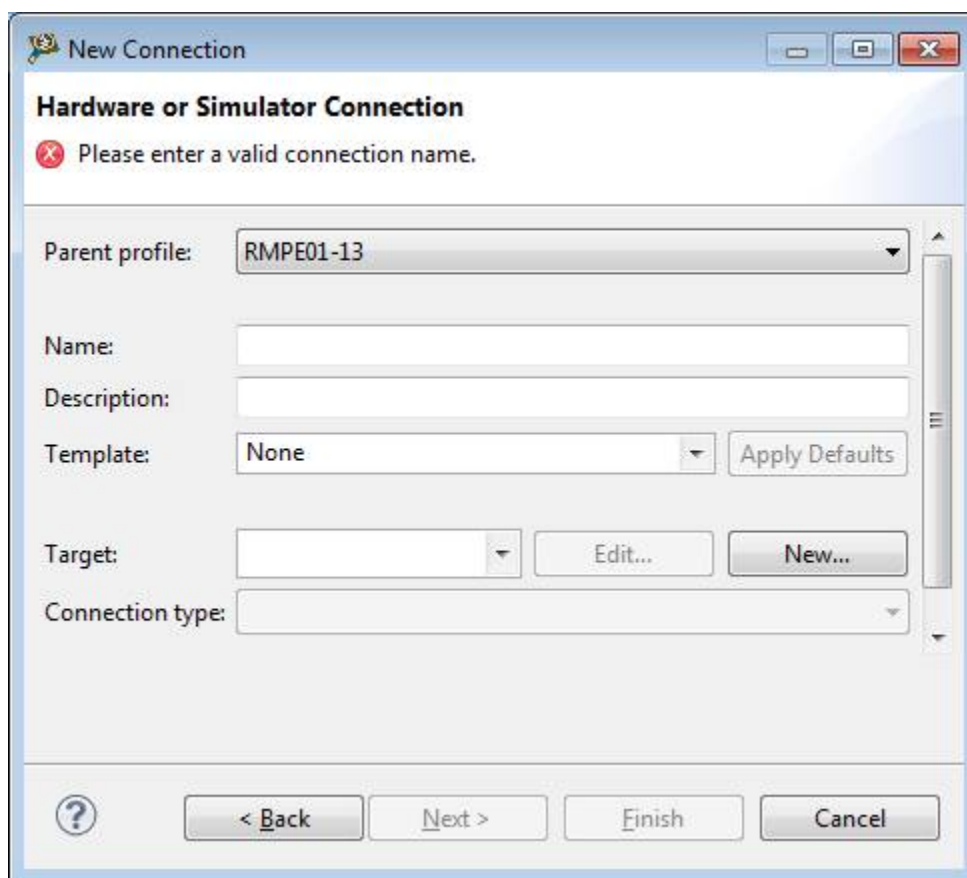 New Connection
Hardware or Simulator Connection
Please enter a valid connection name.
Parent profile: RMPE01-13
Name:
Description:
Template: None Apply Defaults
Target: Edit... New...
Connection type:
? < Back Next > Finish Cancel